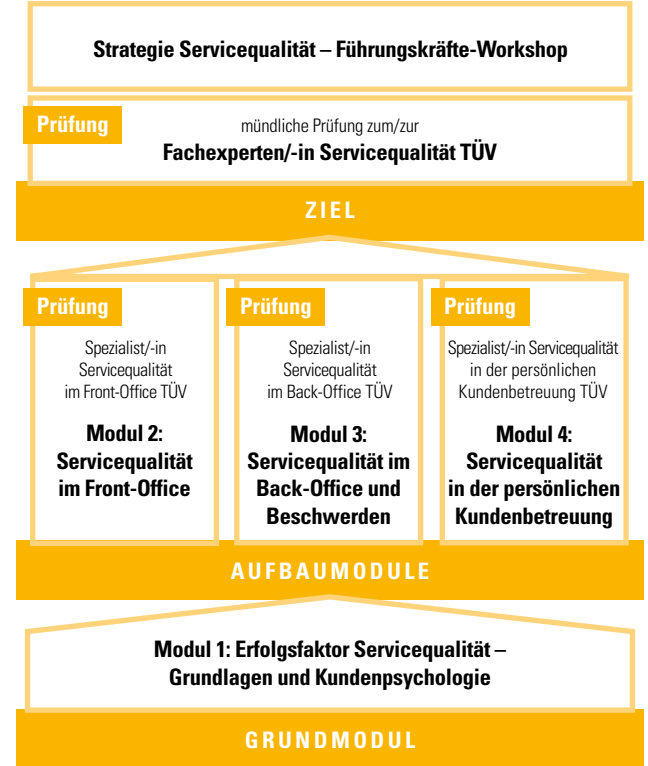 Strategie Servicequalität – Führungskräfte-Workshop
Prüfung
mündliche Prüfung zum/zur
Fachexperten/-in Servicequalität TÜV
ZIEL
Prüfung
Spezialist/-in
Servicequalität
im Front-Office TÜV
Modul 2:
Servicequalität
im Front-Office
Prüfung
Spezialist/-in
Servicequalität
im Back-Office TÜV
Modul 3:
Servicequalität im
Back-Office und
Beschwerden
Prüfung
Spezialist/-in Servicequalität
in der persönlichen
Kundenbetreuung TÜV
Modul 4:
Servicequalität
in der persönlichen
Kundenbetreuung
AUFBAUMODULE
Modul 1: Erfolgsfaktor Servicequalität –
Grundlagen und Kundenpsychologie
GRUNDMODUL